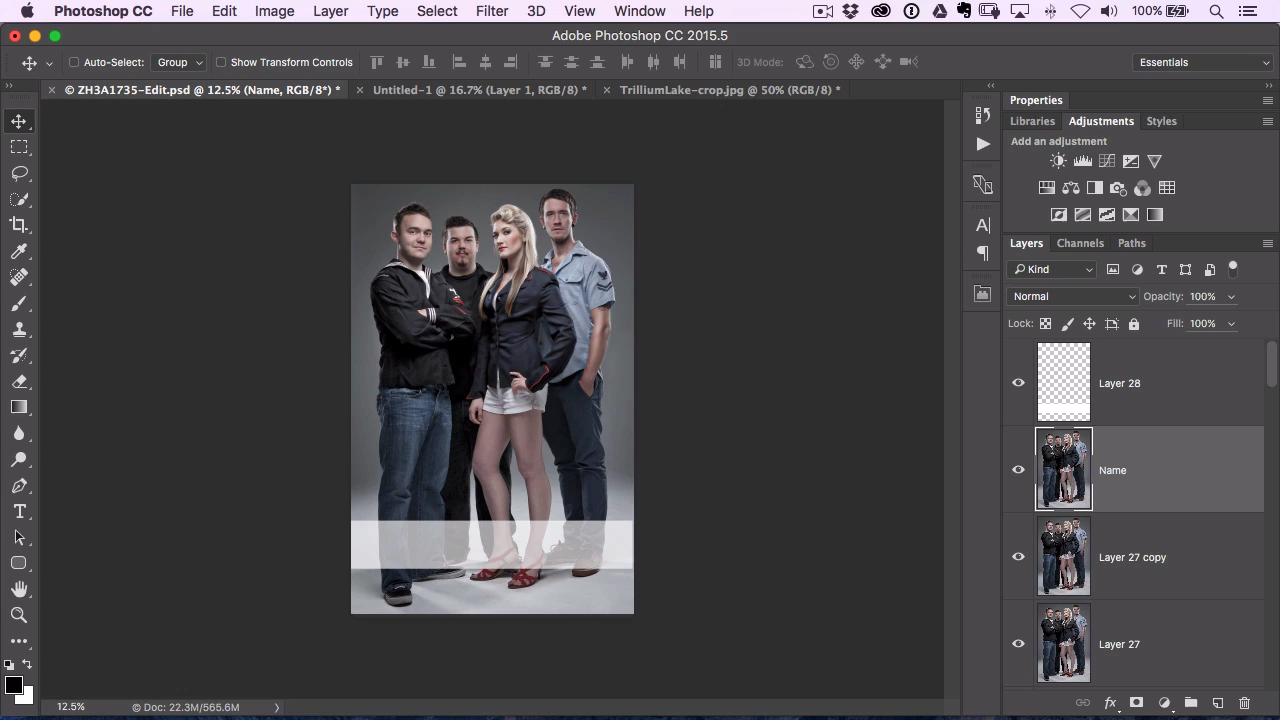 Photoshop CC File Edit Image Layer Type Select Filter 3D View Window Help 100%
Adobe Photoshop CC 2015.5
Auto-Select: Group Show Transform Controls 3D Mode: Essentials
© ZH3A1735-Edit.psd @ 12.5% (Name, RGB/8*) * Untitled-1 @ 16.7% (Layer 1, RGB/8) * TrilliumLake-crop.jpg @ 50% (RGB/8) *
Properties
Libraries Adjustments Styles
Add an adjustment
Layers Channels Paths
Kind
Normal Opacity: 100%
Lock: Fill: 100%
Layer 28
Name
Layer 27 copy
Layer 27
12.5% © Doc: 22.3M/565.6M